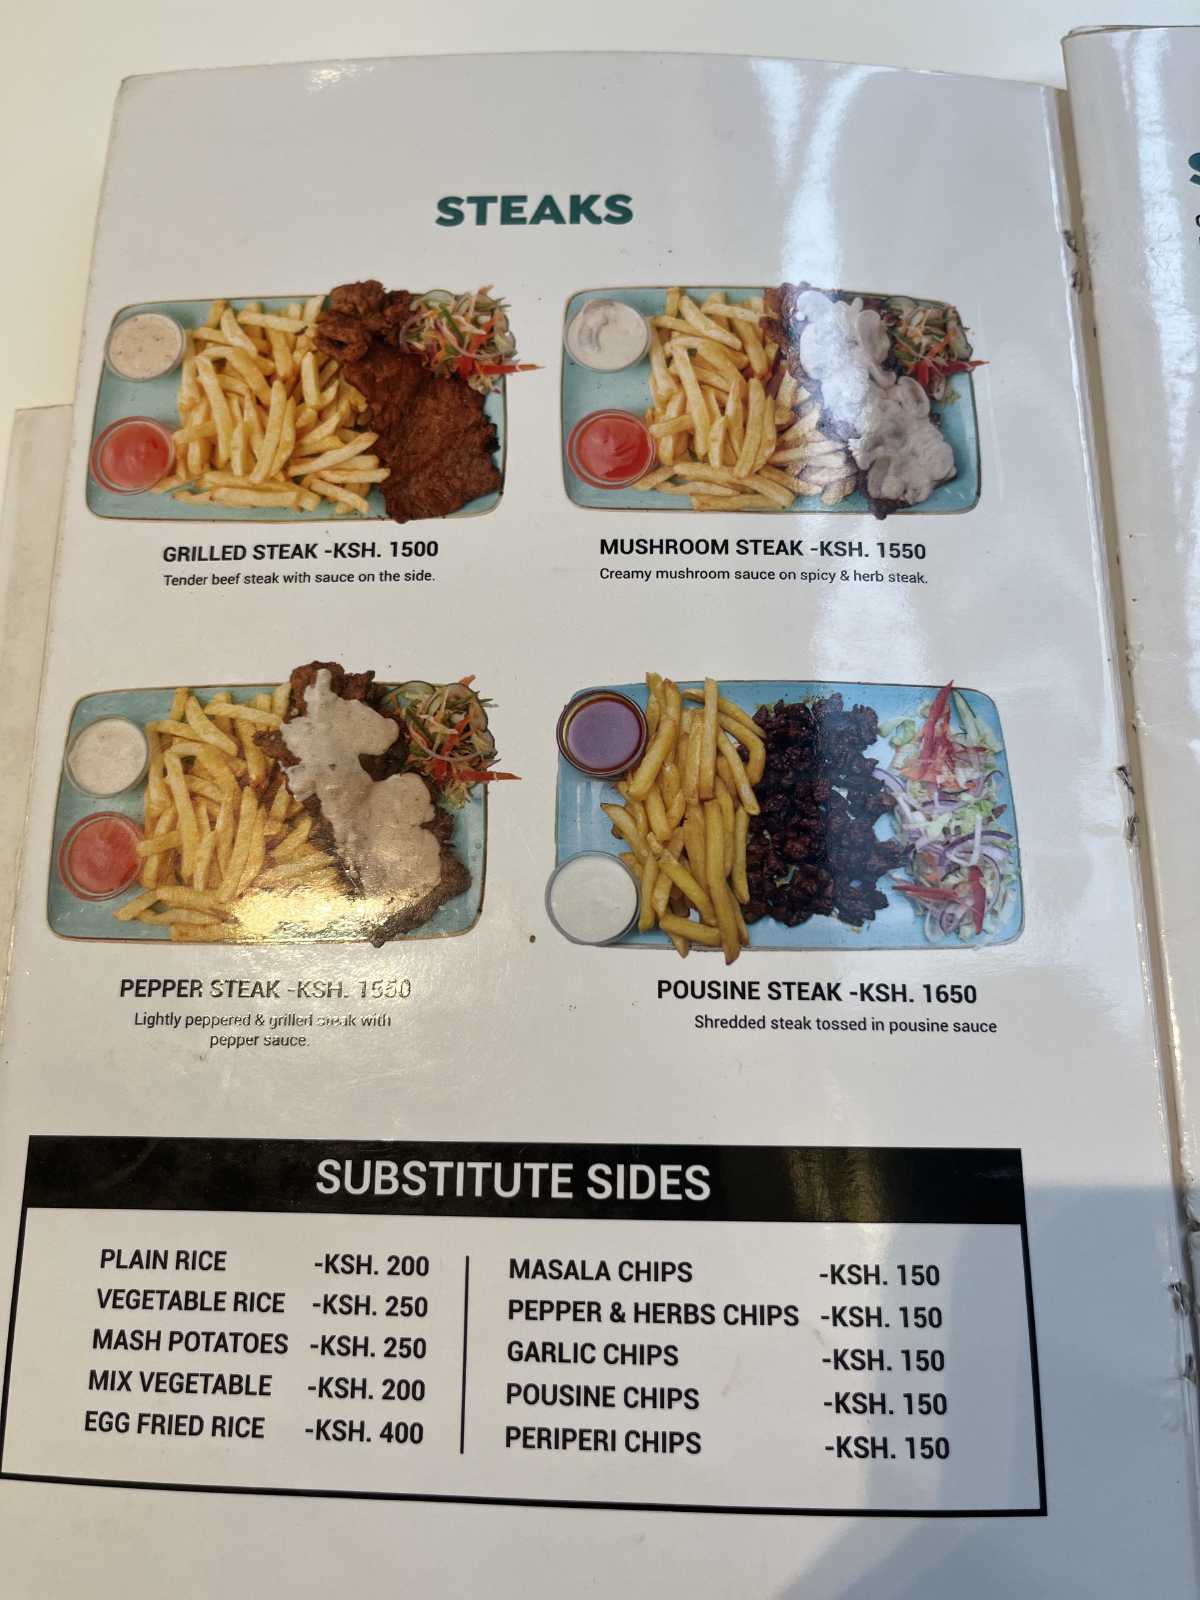 STEAKS
GRILLED STEAK -KSH. 1500
Tender beef steak with sauce on the side.
MUSHROOM STEAK -KSH. 1550
Creamy mushroom sauce on spicy & herb steak.
PEPPER STEAK -KSH. 1550
Lightly peppered & grilled steak with
pepper sauce.
POUSINE STEAK -KSH. 1650
Shredded steak tossed in pousine sauce
SUBSTITUTE SIDES
PLAIN RICE -KSH. 200
VEGETABLE RICE -KSH. 250
MASH POTATOES -KSH. 250
MIX VEGETABLE -KSH. 200
EGG FRIED RICE -KSH. 400
MASALA CHIPS -KSH. 150
PEPPER & HERBS CHIPS -KSH. 150
GARLIC CHIPS -KSH. 150
POUSINE CHIPS -KSH. 150
PERIPERI CHIPS -KSH. 150